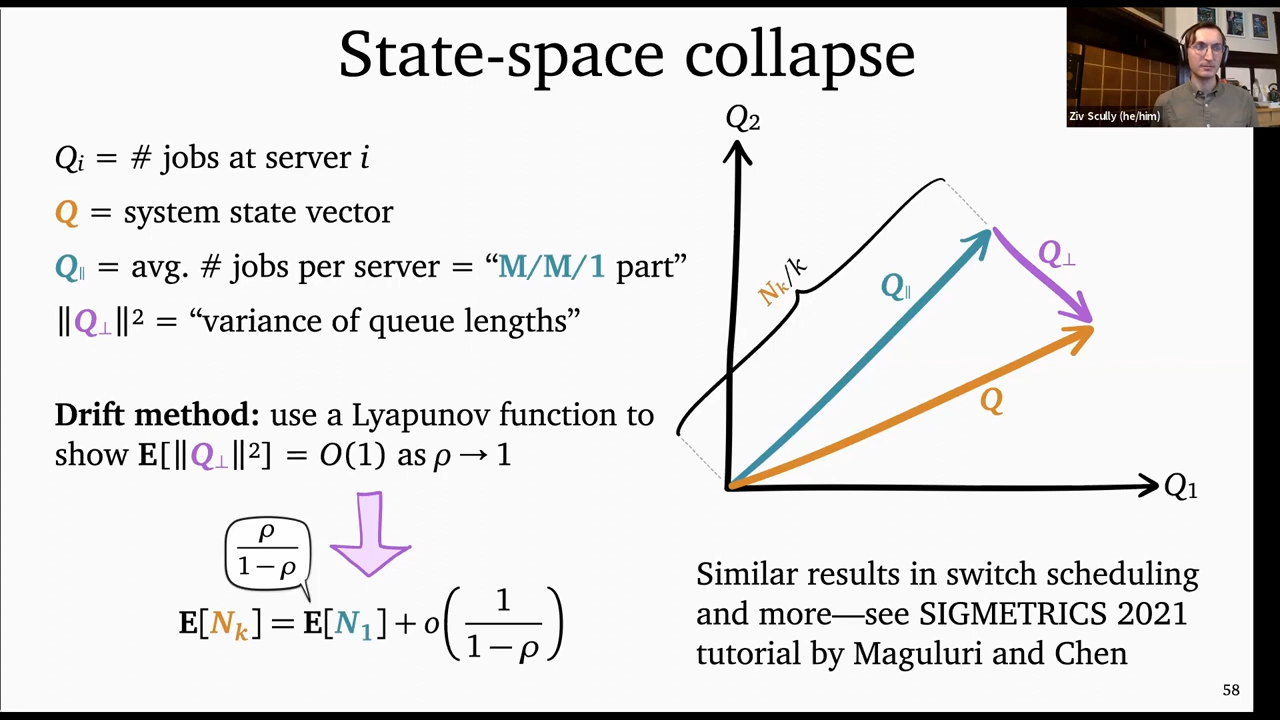 State-space collapse
Ziv Scully (he/him)
Qᵢ = # jobs at server i
Q = system state vector
Q∥ = avg. # jobs per server = “M/M/1 part”
‖Q⊥‖² = “variance of queue lengths”
Drift method: use a Lyapunov function to
show E[‖Q⊥‖²] = O(1) as ρ → 1
ρ
1 − ρ
E[Nₖ] = E[N₁] + o(1/(1 − ρ))
Q₂
Nₖ/k
Q∥
Q⊥
Q
Q₁
Similar results in switch scheduling
and more—see SIGMETRICS 2021
tutorial by Maguluri and Chen
58